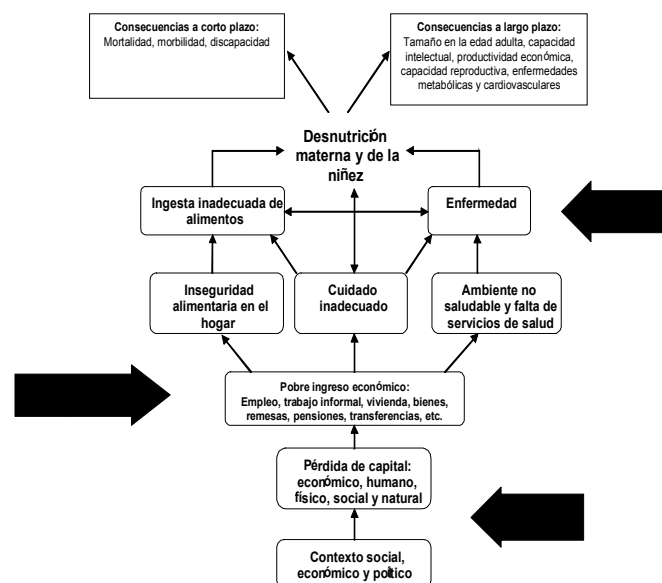 Consecuencias a corto plazo:
Mortalidad, morbilidad, discapacidad
Consecuencias a largo plazo:
Tamaño en la edad adulta, capacidad
intelectual, productividad económica,
capacidad reproductiva, enfermedades
metabólicas y cardiovasculares
Desnutrición
materna y de la
niñez
Ingesta inadecuada de
alimentos
Enfermedad
Inseguridad
alimentaria en el
hogar
Cuidado
inadecuado
Ambiente no
saludable y falta de
servicios de salud
Pobre ingreso económico:
Empleo, trabajo informal, vivienda, bienes,
remesas, pensiones, transferencias, etc.
Pérdida de capital:
económico, humano,
físico, social y natural
Contexto social,
económico y político